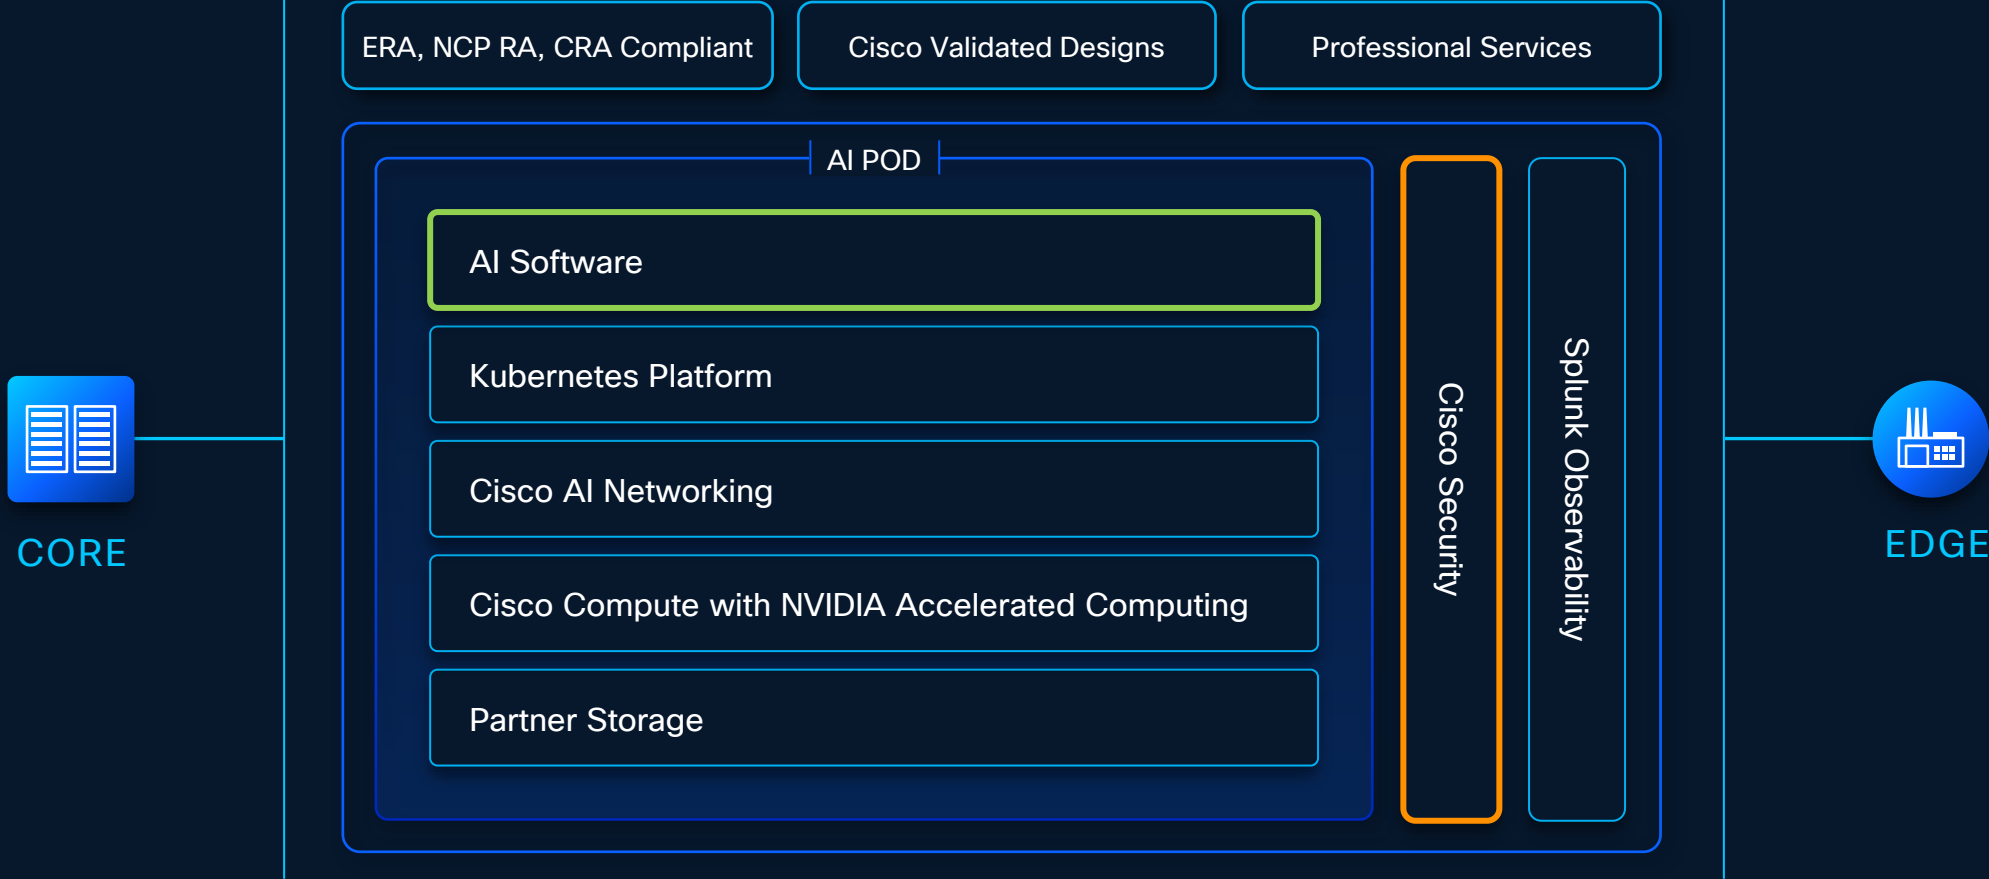 ERA, NCP RA, CRA Compliant
Cisco Validated Designs
Professional Services
AI POD
AI Software
Kubernetes Platform
Cisco AI Networking
Cisco Compute with NVIDIA Accelerated Computing
Partner Storage
Cisco Security
Splunk Observability
CORE
EDGE